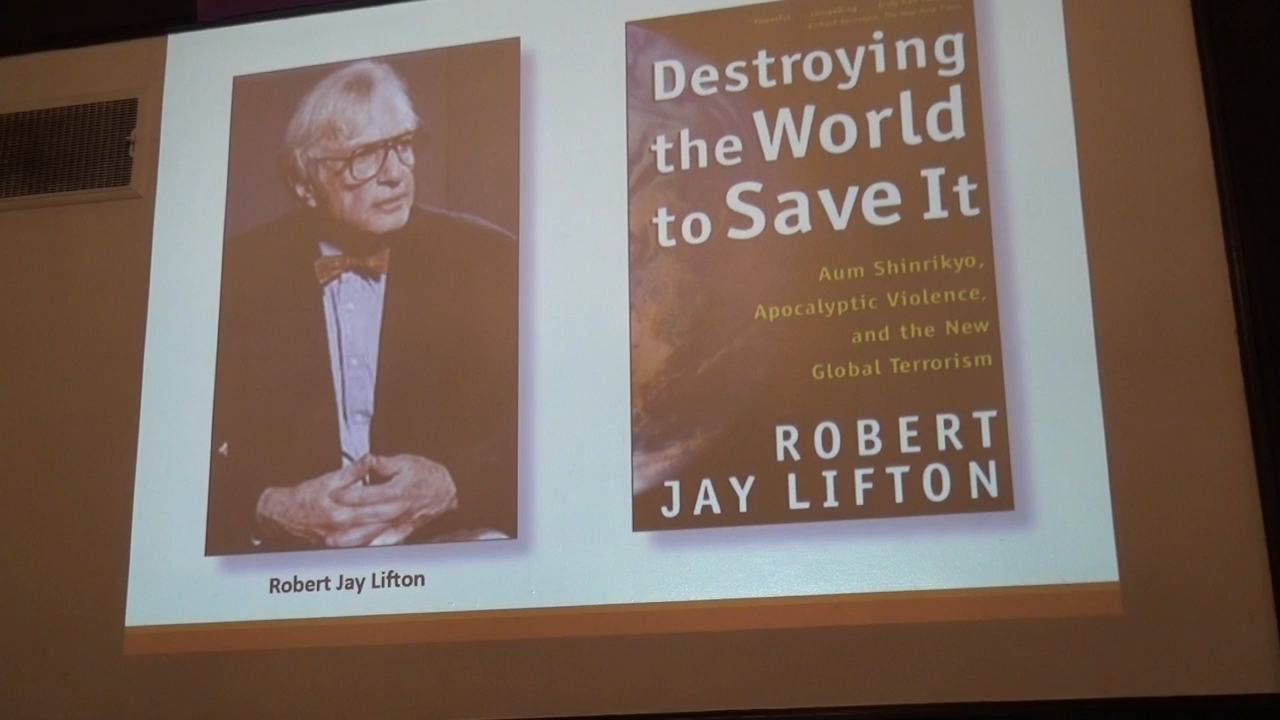 Robert Jay Lifton
Destroying
the World
to Save It
Aum Shinrikyo,
Apocalyptic Violence,
and the New
Global Terrorism
ROBERT
JAY LIFTON